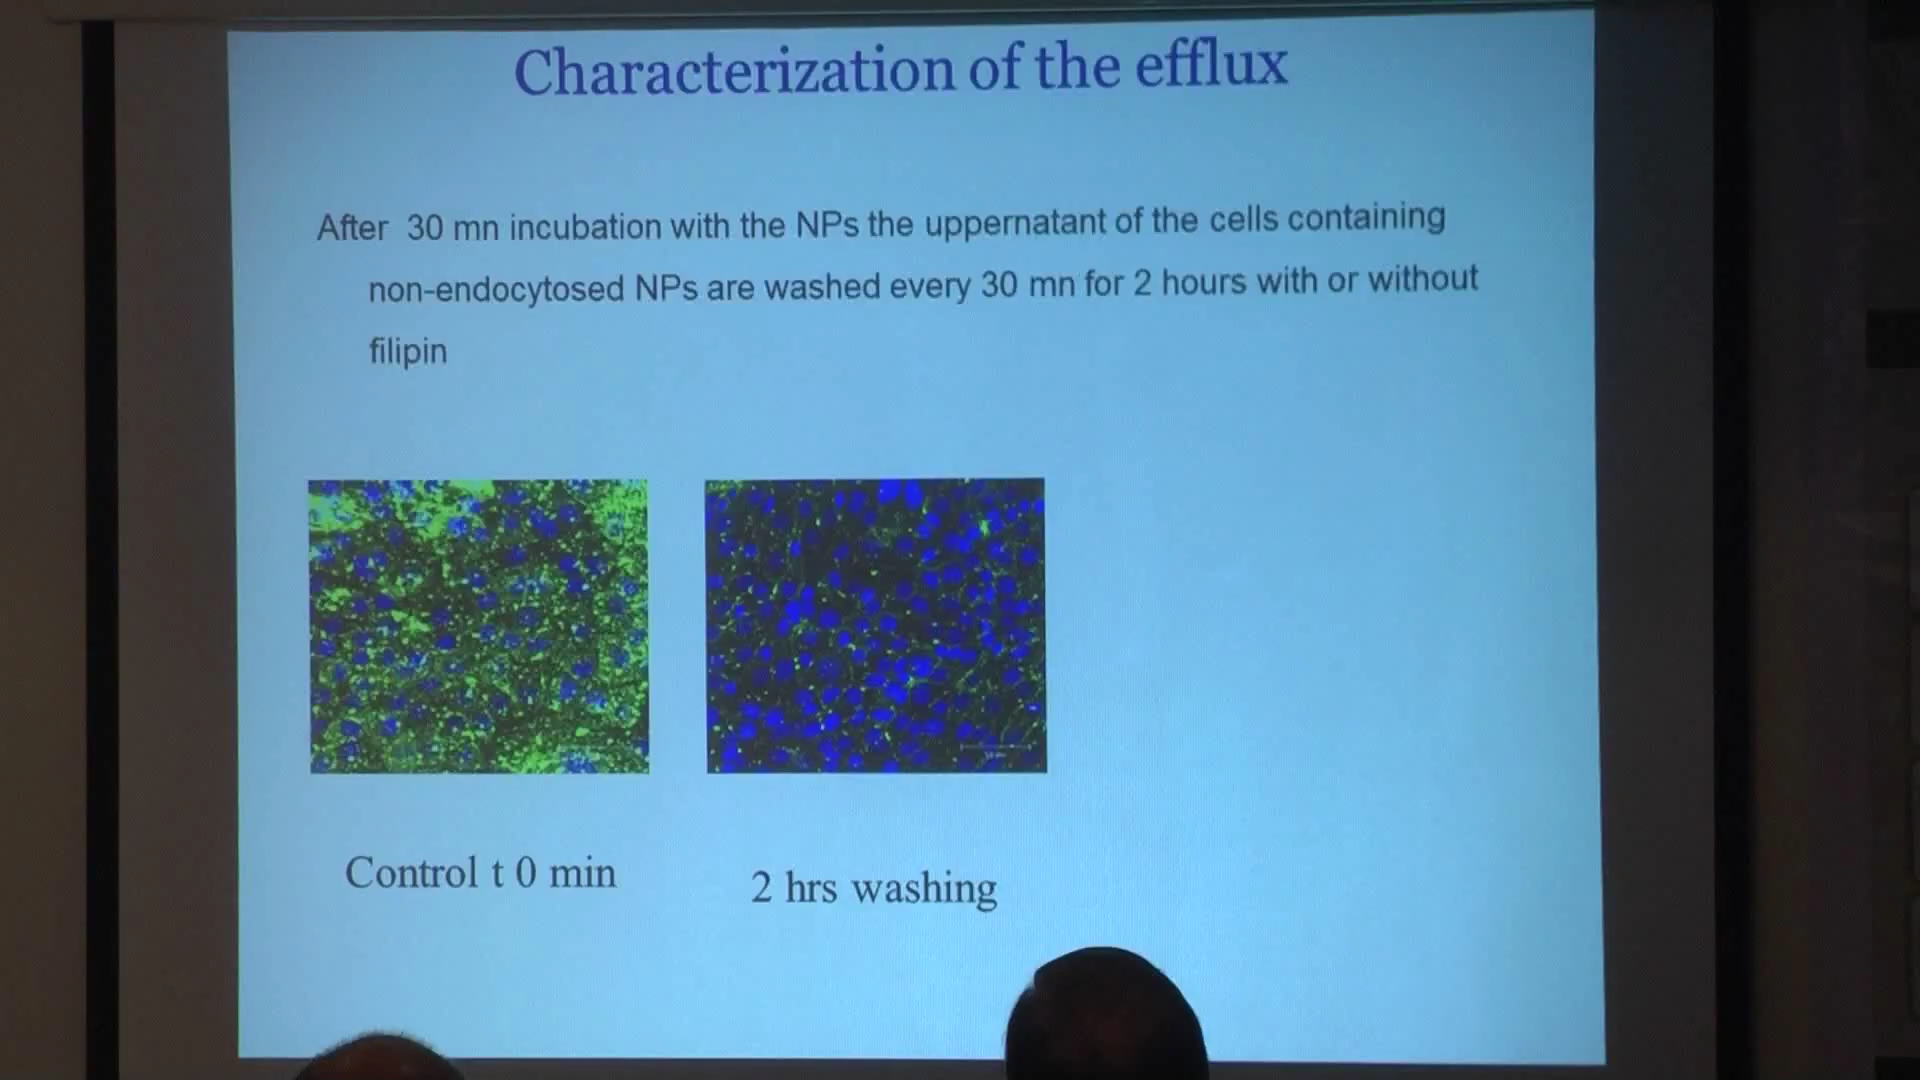 Characterization of the efflux
After 30 mn incubation with the NPs the uppernatant of the cells containing
non-endocytosed NPs are washed every 30 mn for 2 hours with or without
filipin
Control t 0 min
2 hrs washing